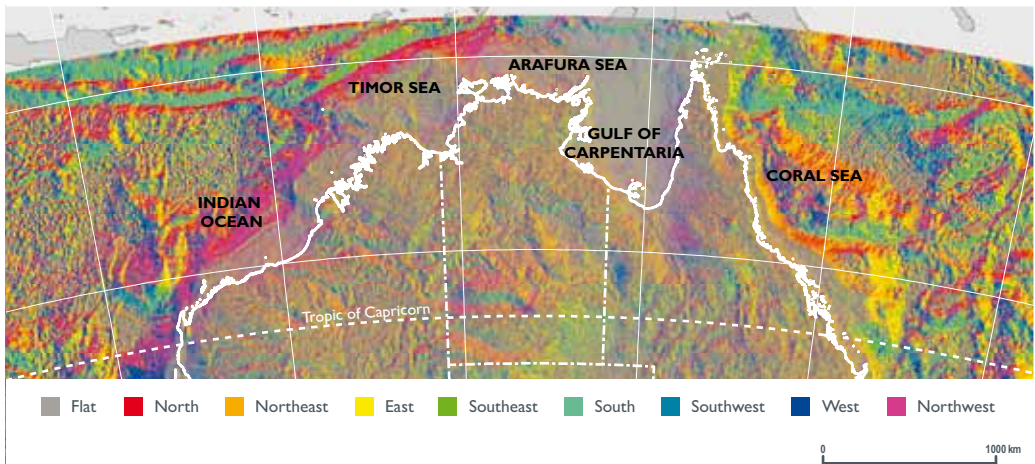 ARAFURA SEA
TIMOR SEA
GULF OF
CARPENTARIA
CORAL SEA
INDIAN
OCEAN
Tropic of Capricorn
Flat North Northeast East Southeast South Southwest West Northwest
0 1000 km